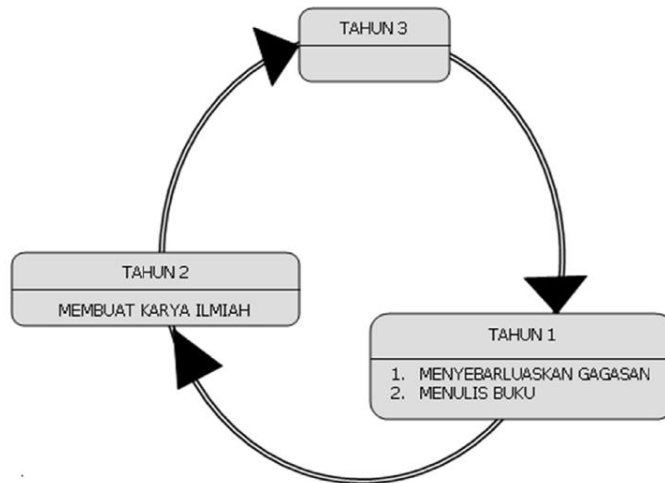 TAHUN 3
TAHUN 2
MEMBUAT KARYA ILMIAH
TAHUN 1
1. MENYEBARLUASKAN GAGASAN
2. MENULIS BUKU